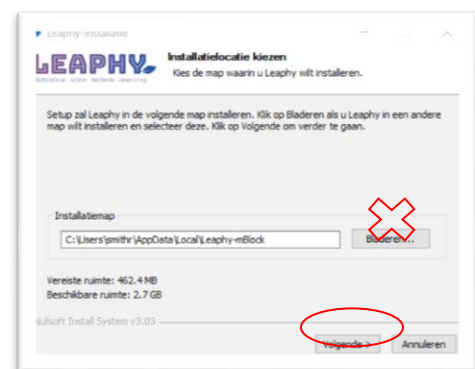 Leaphy-installatie
LEAPHY
Installatielocatie kiezen
Kies de map waarin u Leaphy wilt installeren.
Setup zal Leaphy in de volgende map installeren. Klik op Bladeren als u Leaphy in een andere
map wilt installeren en selecteer deze. Klik op Volgende om verder te gaan.
Installatiemap
C:\Users\smithr\AppData\Local\Leaphy-mBlock
Bladeren...
Vereiste ruimte: 462.4 MB
Beschikbare ruimte: 2.7 GB
Nullsoft Install System v3.03
Volgende >
Annuleren